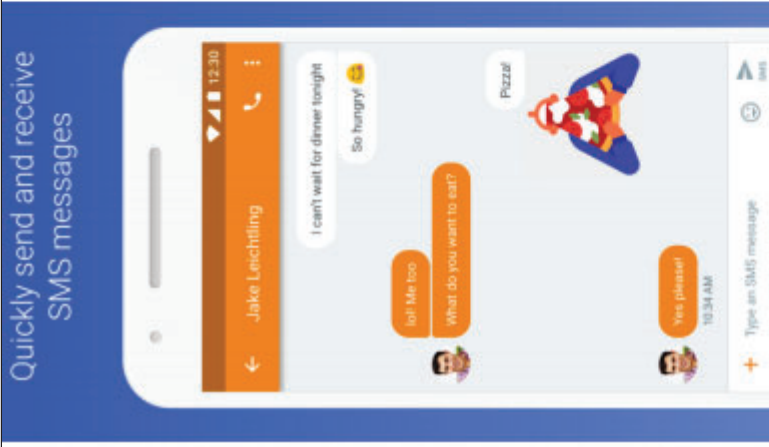 Quickly send and receive
SMS messages
12:30
Jake Leichtling
I can't wait for dinner tonight
So hungry!
lol! Me too
What do you want to eat?
Pizza!
Yes please!
10:34 AM
Type an SMS message
SMS